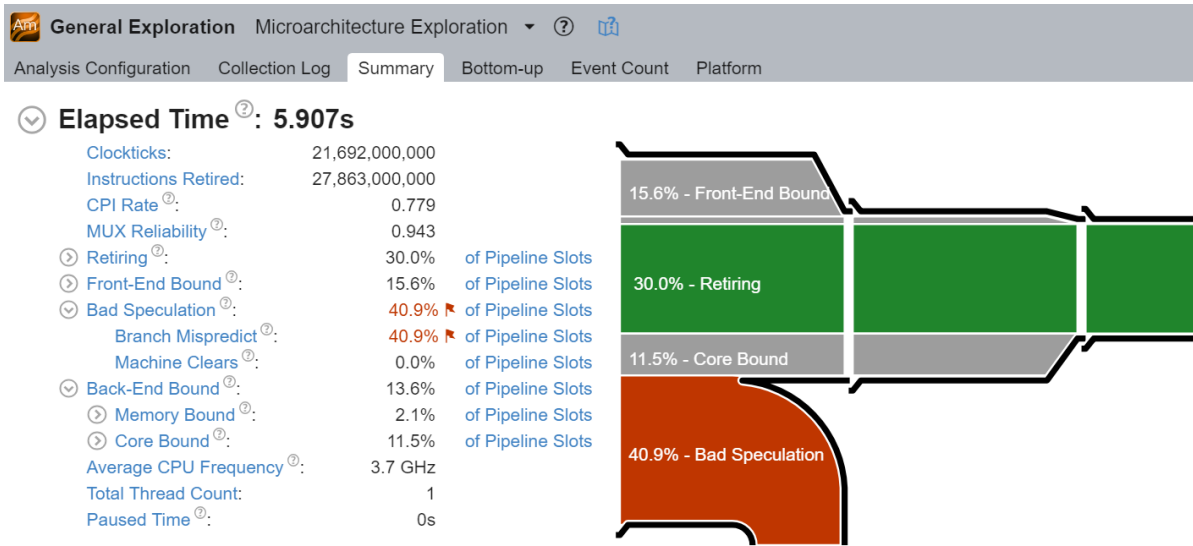 Am General Exploration Microarchitecture Exploration ?
Analysis Configuration Collection Log Summary Bottom-up Event Count Platform
Elapsed Time ?: 5.907s
Clockticks: 21,692,000,000
Instructions Retired: 27,863,000,000
CPI Rate ?: 0.779
MUX Reliability ?: 0.943
Retiring ?: 30.0% of Pipeline Slots
Front-End Bound ?: 15.6% of Pipeline Slots
Bad Speculation ?: 40.9% of Pipeline Slots
Branch Mispredict ?: 40.9% of Pipeline Slots
Machine Clears ?: 0.0% of Pipeline Slots
Back-End Bound ?: 13.6% of Pipeline Slots
Memory Bound ?: 2.1% of Pipeline Slots
Core Bound ?: 11.5% of Pipeline Slots
Average CPU Frequency ?: 3.7 GHz
Total Thread Count: 1
Paused Time ?: 0s
15.6% - Front-End Bound
30.0% - Retiring
11.5% - Core Bound
40.9% - Bad Speculation